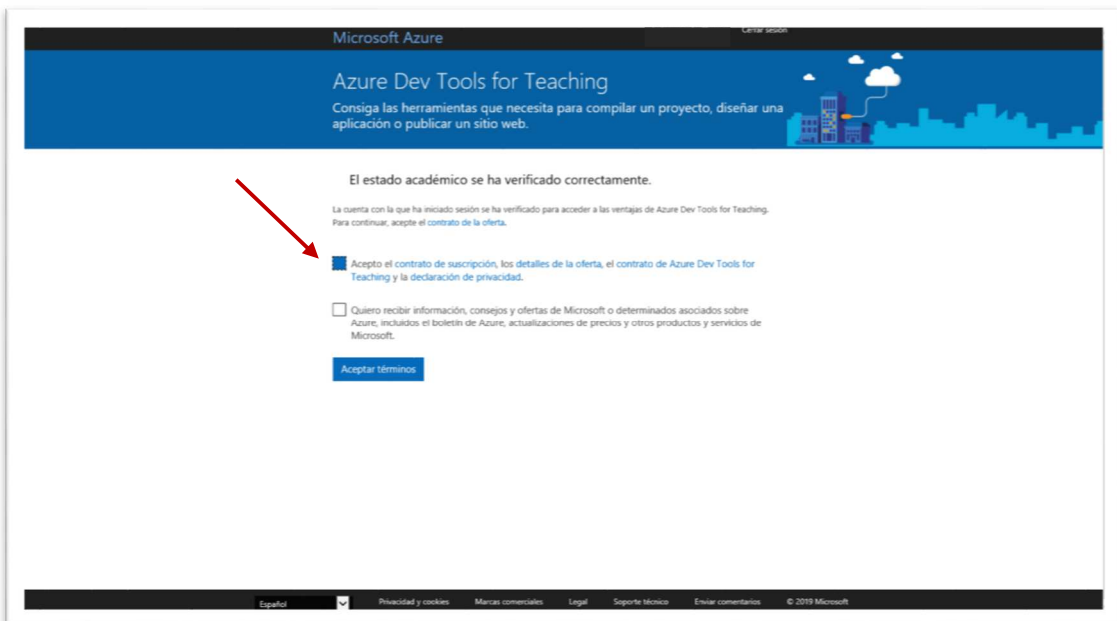 Microsoft Azure
Cerrar sesión
Azure Dev Tools for Teaching
Consiga las herramientas que necesita para compilar un proyecto, diseñar una
aplicación o publicar un sitio web.
El estado académico se ha verificado correctamente.
La cuenta con la que ha iniciado sesión se ha verificado para acceder a las ventajas de Azure Dev Tools for Teaching.
Para continuar, acepte el contrato de la oferta.
Acepto el contrato de suscripción, los detalles de la oferta, el contrato de Azure Dev Tools for
Teaching y la declaración de privacidad.
Quiero recibir información, consejos y ofertas de Microsoft o determinados asociados sobre
Azure, incluidos el boletín de Azure, actualizaciones de precios y otros productos y servicios de
Microsoft.
Aceptar términos
Español Privacidad y cookies Marcas comerciales Legal Soporte técnico Enviar comentarios © 2019 Microsoft